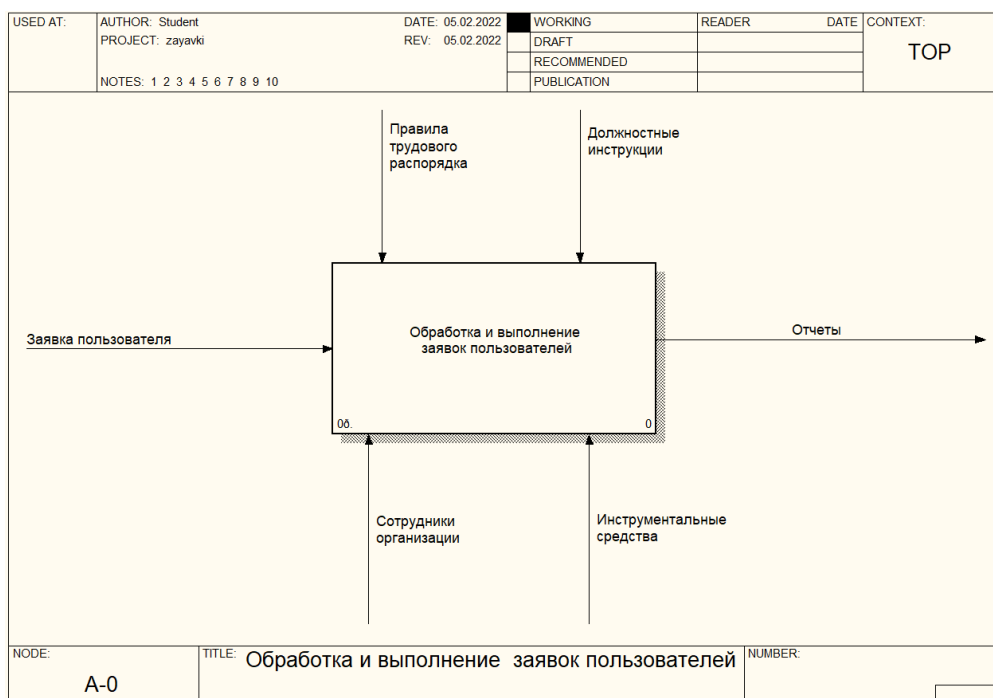 USED AT:
AUTHOR: Student
DATE: 05.02.2022
PROJECT: zayavki
REV: 05.02.2022
NOTES: 1 2 3 4 5 6 7 8 9 10
WORKING
DRAFT
RECOMMENDED
PUBLICATION
READER
DATE
CONTEXT:
TOP
Правила
трудового
распорядка
Должностные
инструкции
Заявка пользователя
Обработка и выполнение
заявок пользователей
0ð.
0
Отчеты
Сотрудники
организации
Инструментальные
средства
NODE:
A-0
TITLE:
Обработка и выполнение заявок пользователей
NUMBER: